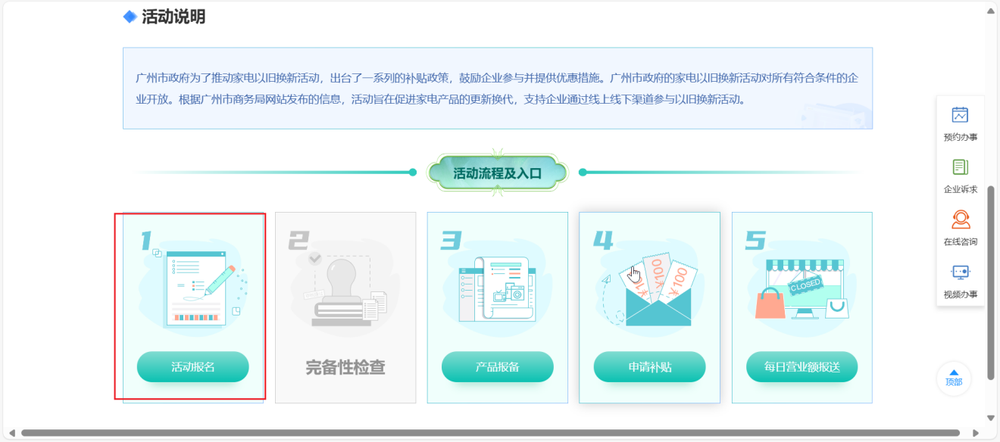 活动说明
广州市政府为了推动家电以旧换新活动，出台了一系列的补贴政策，鼓励企业参与并提供优惠措施。广州市政府的家电以旧换新活动对所有符合条件的企
业开放。根据广州市商务局网站发布的信息，活动旨在促进家电产品的更新换代，支持企业通过线上线下渠道参与以旧换新活动。
活动流程及入口
1
活动报名
2
完备性检查
3
产品报备
4
100
100
100
申请补贴
5
CLOSED
每日营业额报送
预约办事
企业诉求
在线咨询
视频办事
顶部